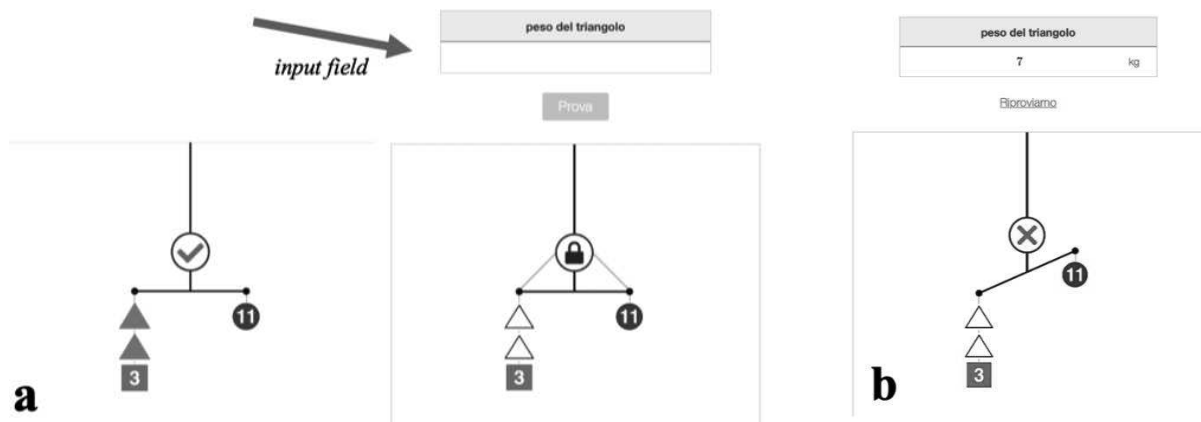 peso del triangolo
input field
Prova
11
3
a
11
3
peso del triangolo
7 kg
Riproviamo
11
3
b